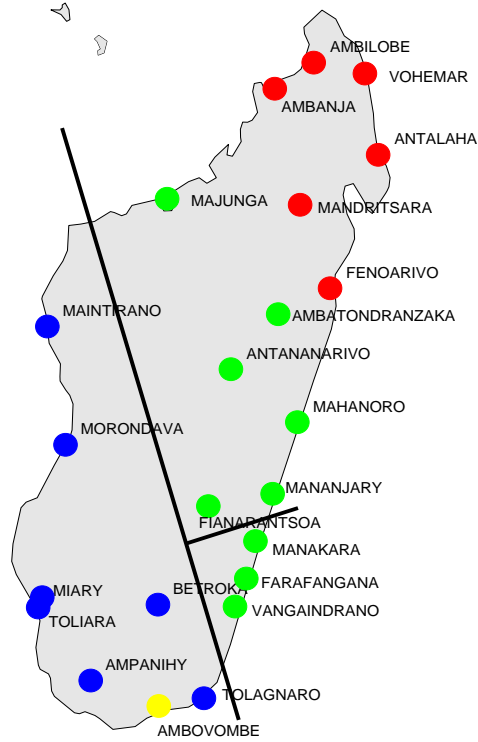 AMBILOBE
VOHEMAR
AMBANJA
ANTALAHA
MAJUNGA
MANDRITSARA
FENOARIVO
MAINTIRANO
AMBATONDRANZAKA
ANTANANARIVO
MAHANORO
MORONDAVA
MANANJARY
FIANARANTSOA
MANAKARA
FARAFANGANA
BETROKA
MIARY
VANGAINDRANO
TOLIARA
AMPANIHY
TOLAGNARO
AMBOVOMBE